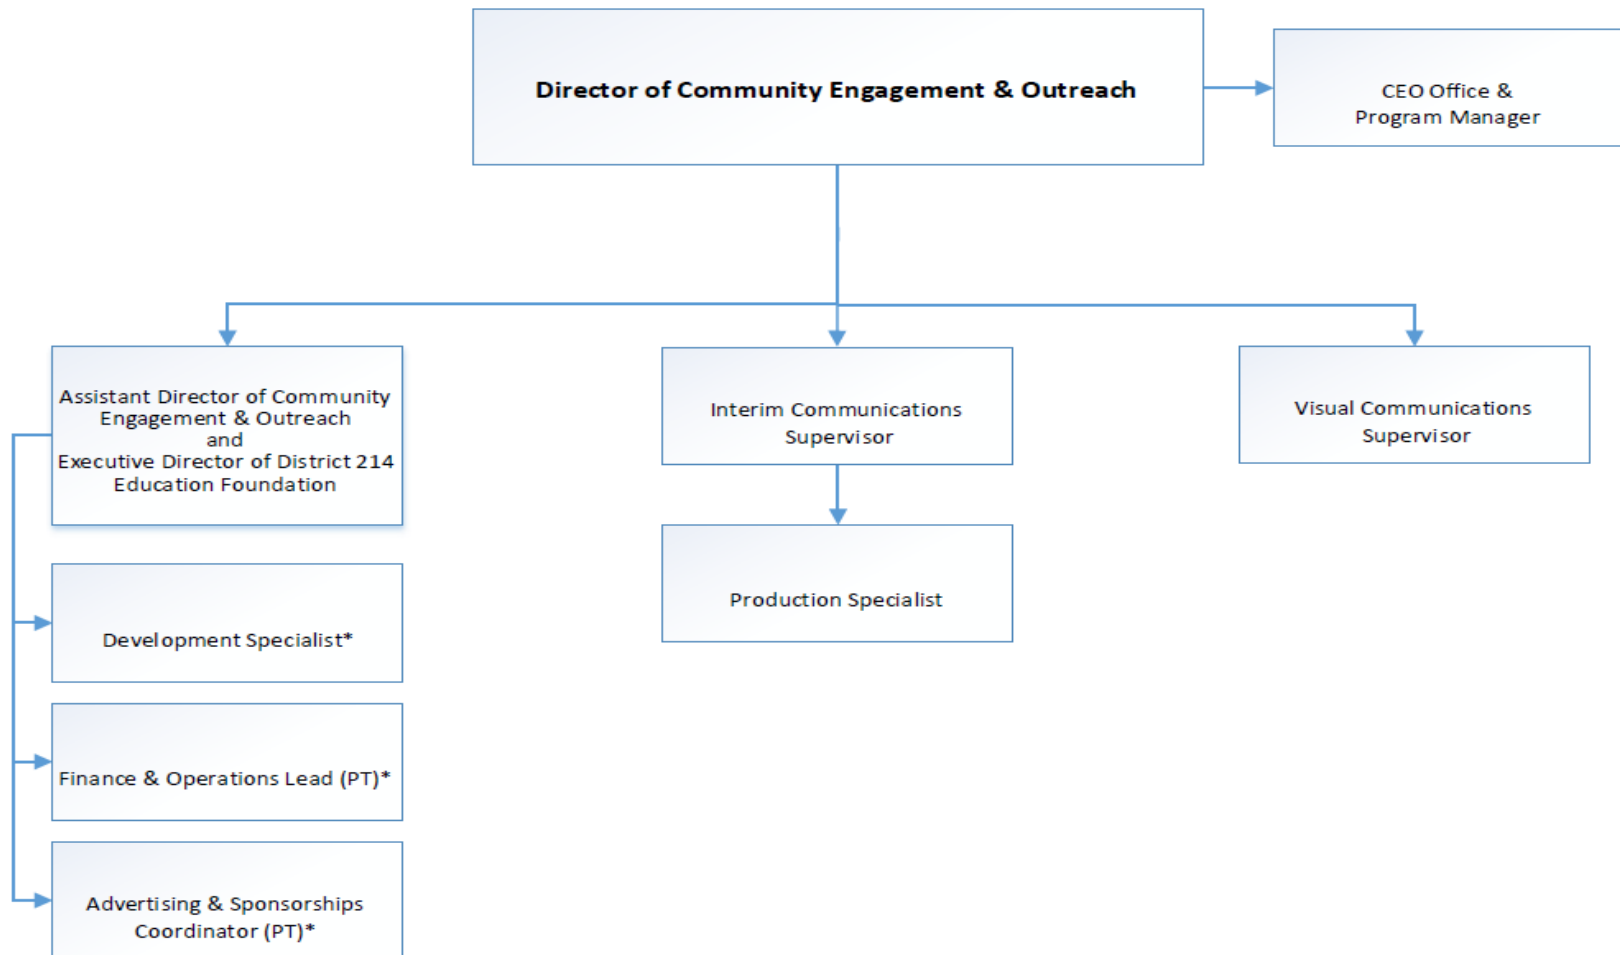 Director of Community Engagement & Outreach
CEO Office &
Program Manager
Assistant Director of Community
Engagement & Outreach
and
Executive Director of District 214
Education Foundation
Interim Communications
Supervisor
Visual Communications
Supervisor
Development Specialist*
Production Specialist
Finance & Operations Lead (PT)*
Advertising & Sponsorships
Coordinator (PT)*